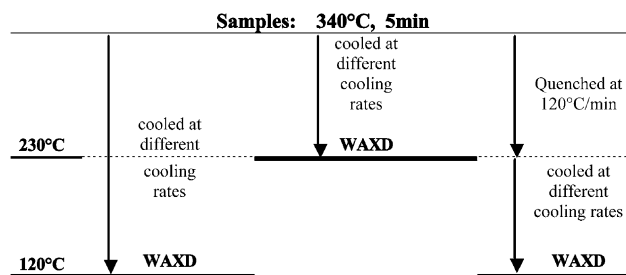 Samples: 340°C, 5min
cooled at
different
cooling
rates
Quenched at
120°C/min
cooled at
different
cooling
rates
230°C
WAXD
cooled at
different
cooling rates
120°C
WAXD
WAXD